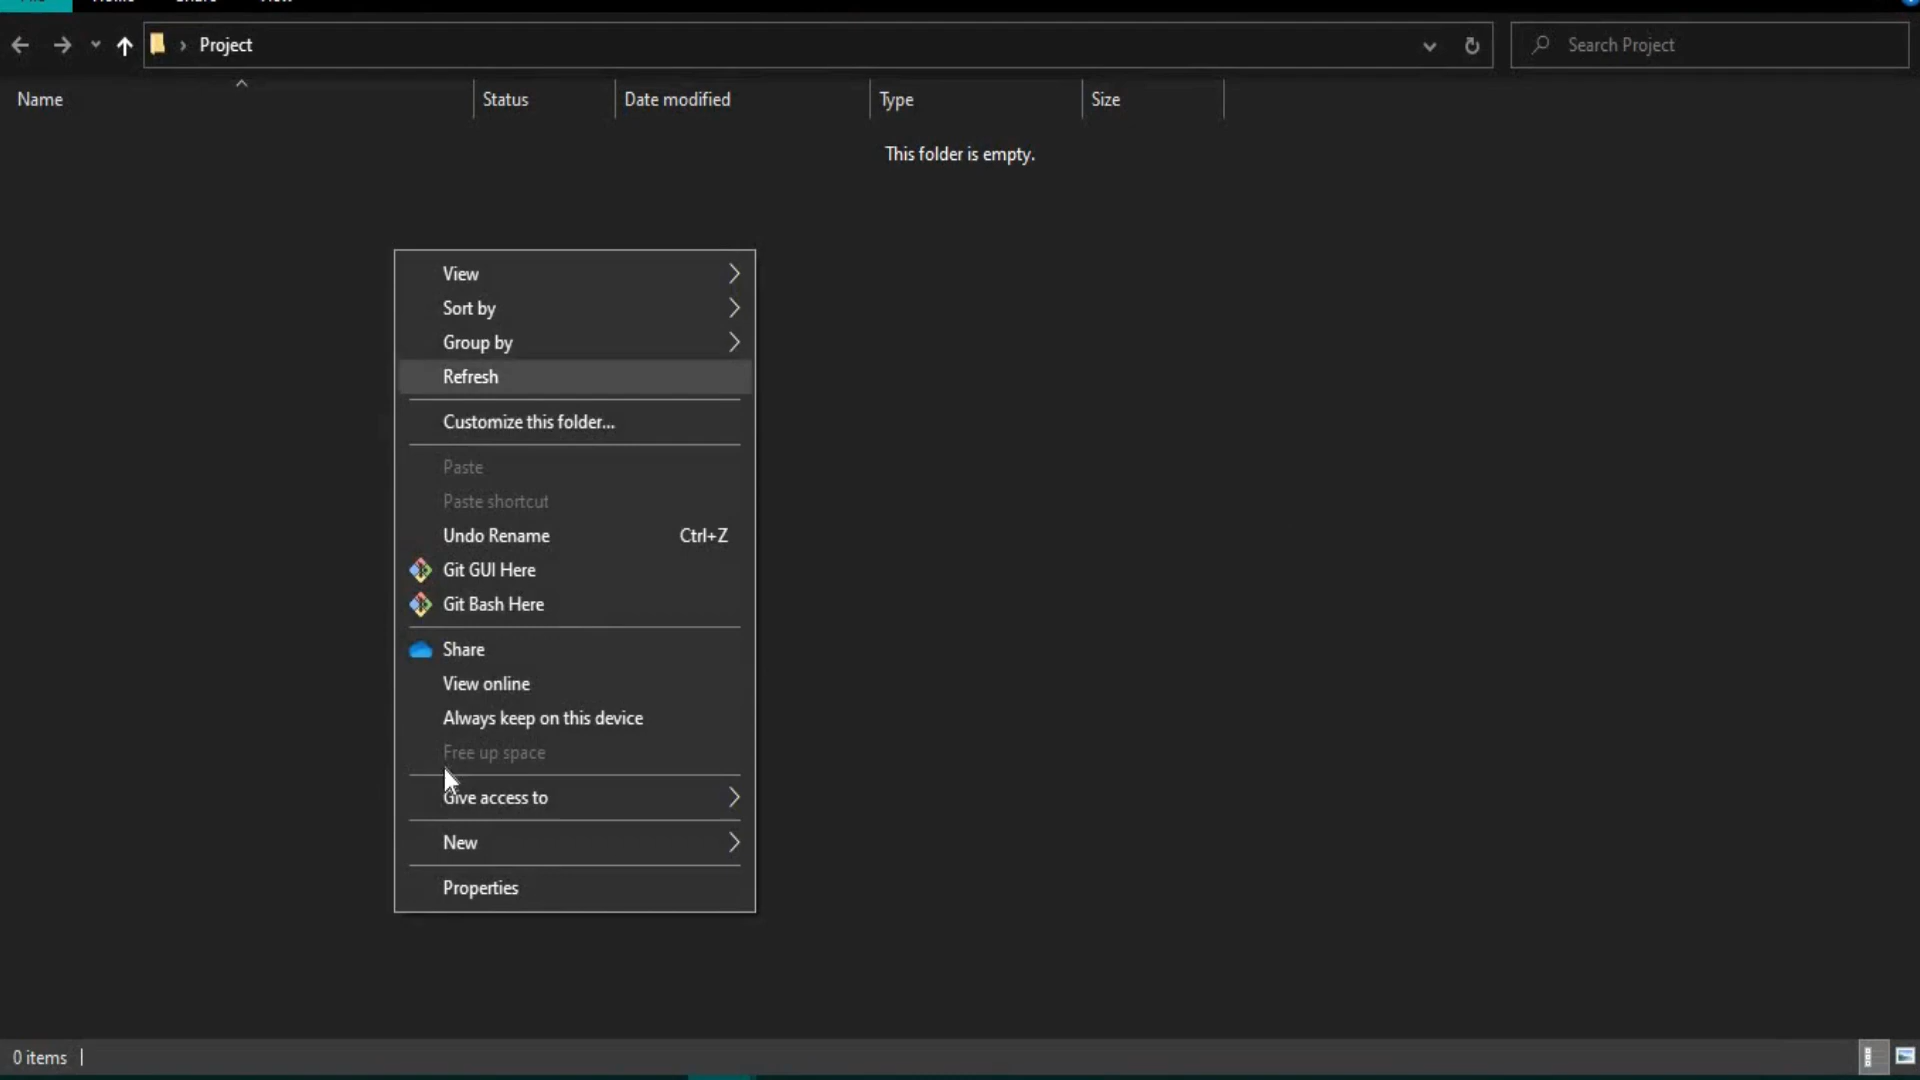 Project
Search Project
Name
Status
Date modified
Type
Size
This folder is empty.
View
Sort by
Group by
Refresh
Customize this folder...
Paste
Paste shortcut
Undo Rename Ctrl+Z
Git GUI Here
Git Bash Here
Share
View online
Always keep on this device
Free up space
Give access to
New
Properties
0 items